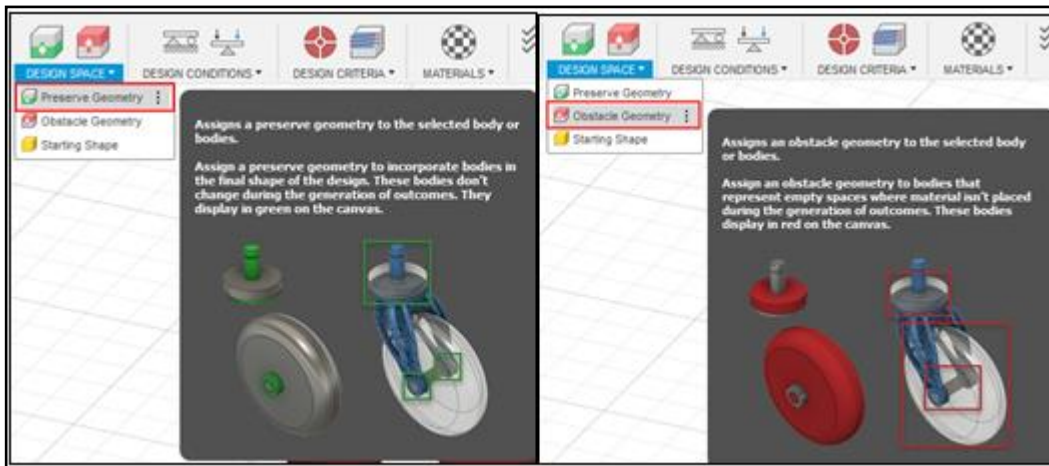 DESIGN SPACE ▾ DESIGN CONDITIONS ▾ DESIGN CRITERIA ▾ MATERIALS ▾
Preserve Geometry
Obstacle Geometry
Starting Shape
Assigns a preserve geometry to the selected body or
bodies.
Assign a preserve geometry to incorporate bodies in
the final shape of the design. These bodies don't
change during the generation of outcomes. They
display in green on the canvas.
DESIGN SPACE ▾ DESIGN CONDITIONS ▾ DESIGN CRITERIA ▾ MATERIALS ▾
Preserve Geometry
Obstacle Geometry
Starting Shape
Assigns an obstacle geometry to the selected body
or bodies.
Assign an obstacle geometry to bodies that
represent empty spaces where material isn't placed
during the generation of outcomes. These bodies
display in red on the canvas.